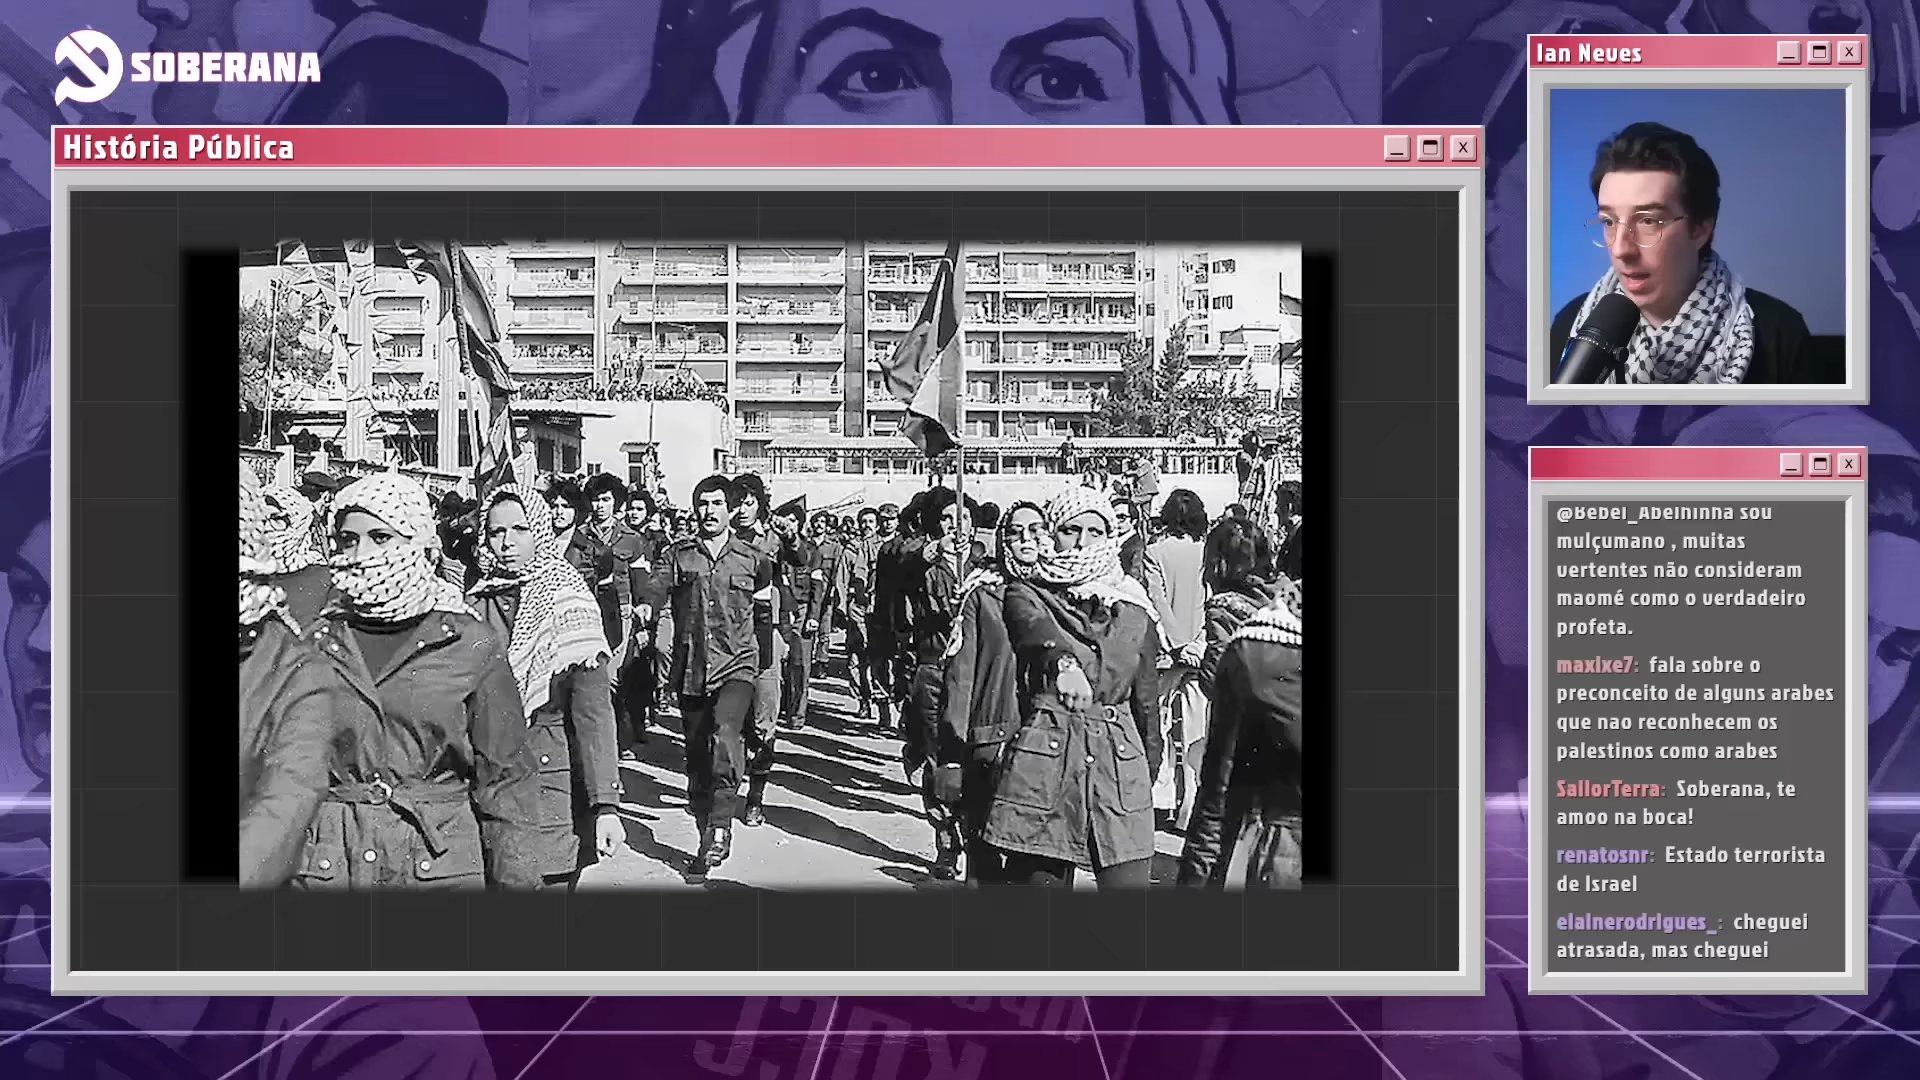 SOBERANA
História Pública
Ian Neves
@Bebel_Abelhinha sou
mulçumano , muitas
vertentes não consideram
maomé como o verdadeiro
profeta.
maxixe7: fala sobre o
preconceito de alguns arabes
que nao reconhecem os
palestinos como arabes
SailorTerra: Soberana, te
amoo na boca!
renatosnr: Estado terrorista
de Israel
elainerodrigues_: cheguei
atrasada, mas cheguei